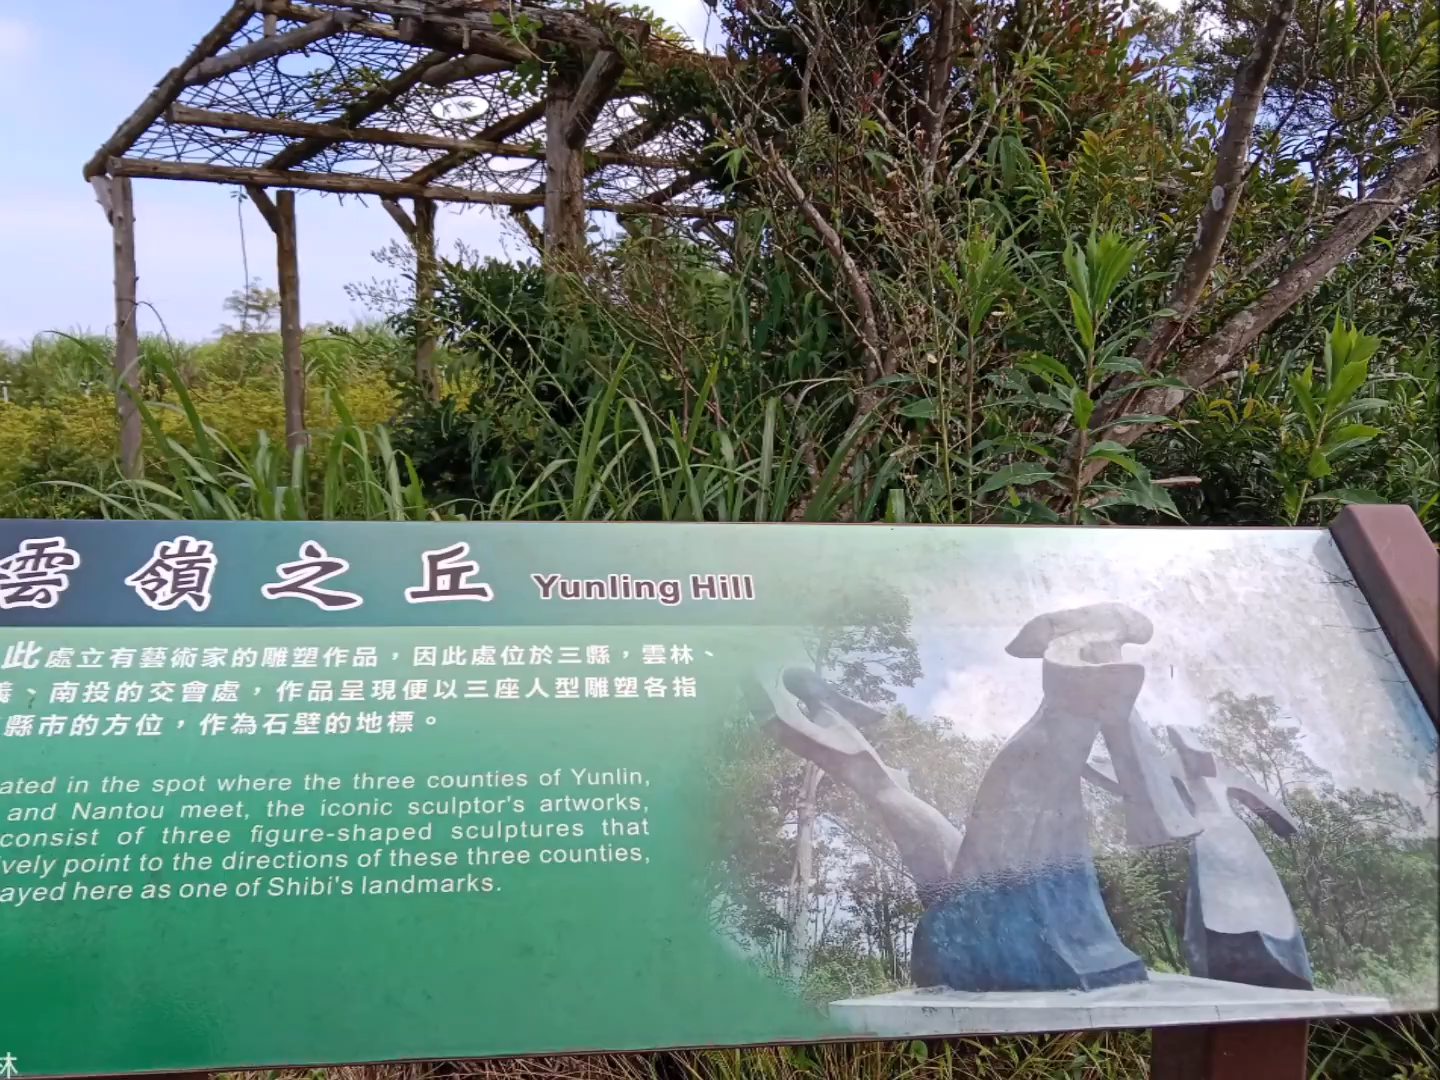 雲嶺之丘 Yunling Hill
此處立有藝術家的雕塑作品，因此處位於三縣，雲林、
、南投的交會處，作品呈現便以三座人型雕塑各指
縣市的方位，作為石壁的地標。
ated in the spot where the three counties of Yunlin,
and Nantou meet, the iconic sculptor's artworks,
consist of three figure-shaped sculptures that
ively point to the directions of these three counties,
ayed here as one of Shibi's landmarks.
林